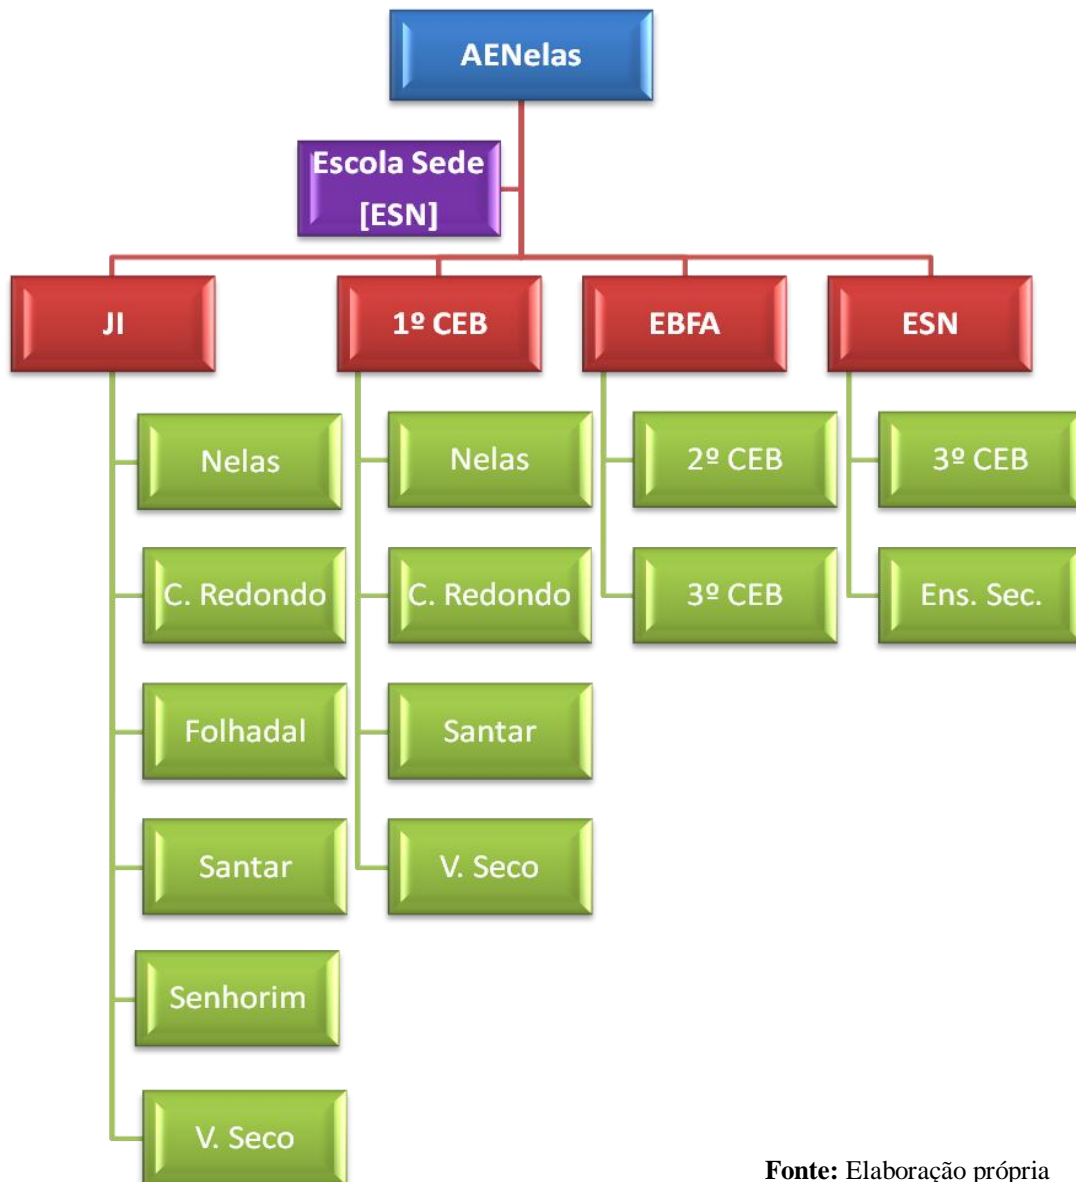 AENelas
Escola Sede
[ESN]
JI
1º CEB
EBFA
ESN
Nelas
Nelas
2º CEB
3º CEB
C. Redondo
C. Redondo
3º CEB
Ens. Sec.
Folhadal
Santar
Santar
V. Seco
Senhorim
V. Seco
Fonte: Elaboração própria